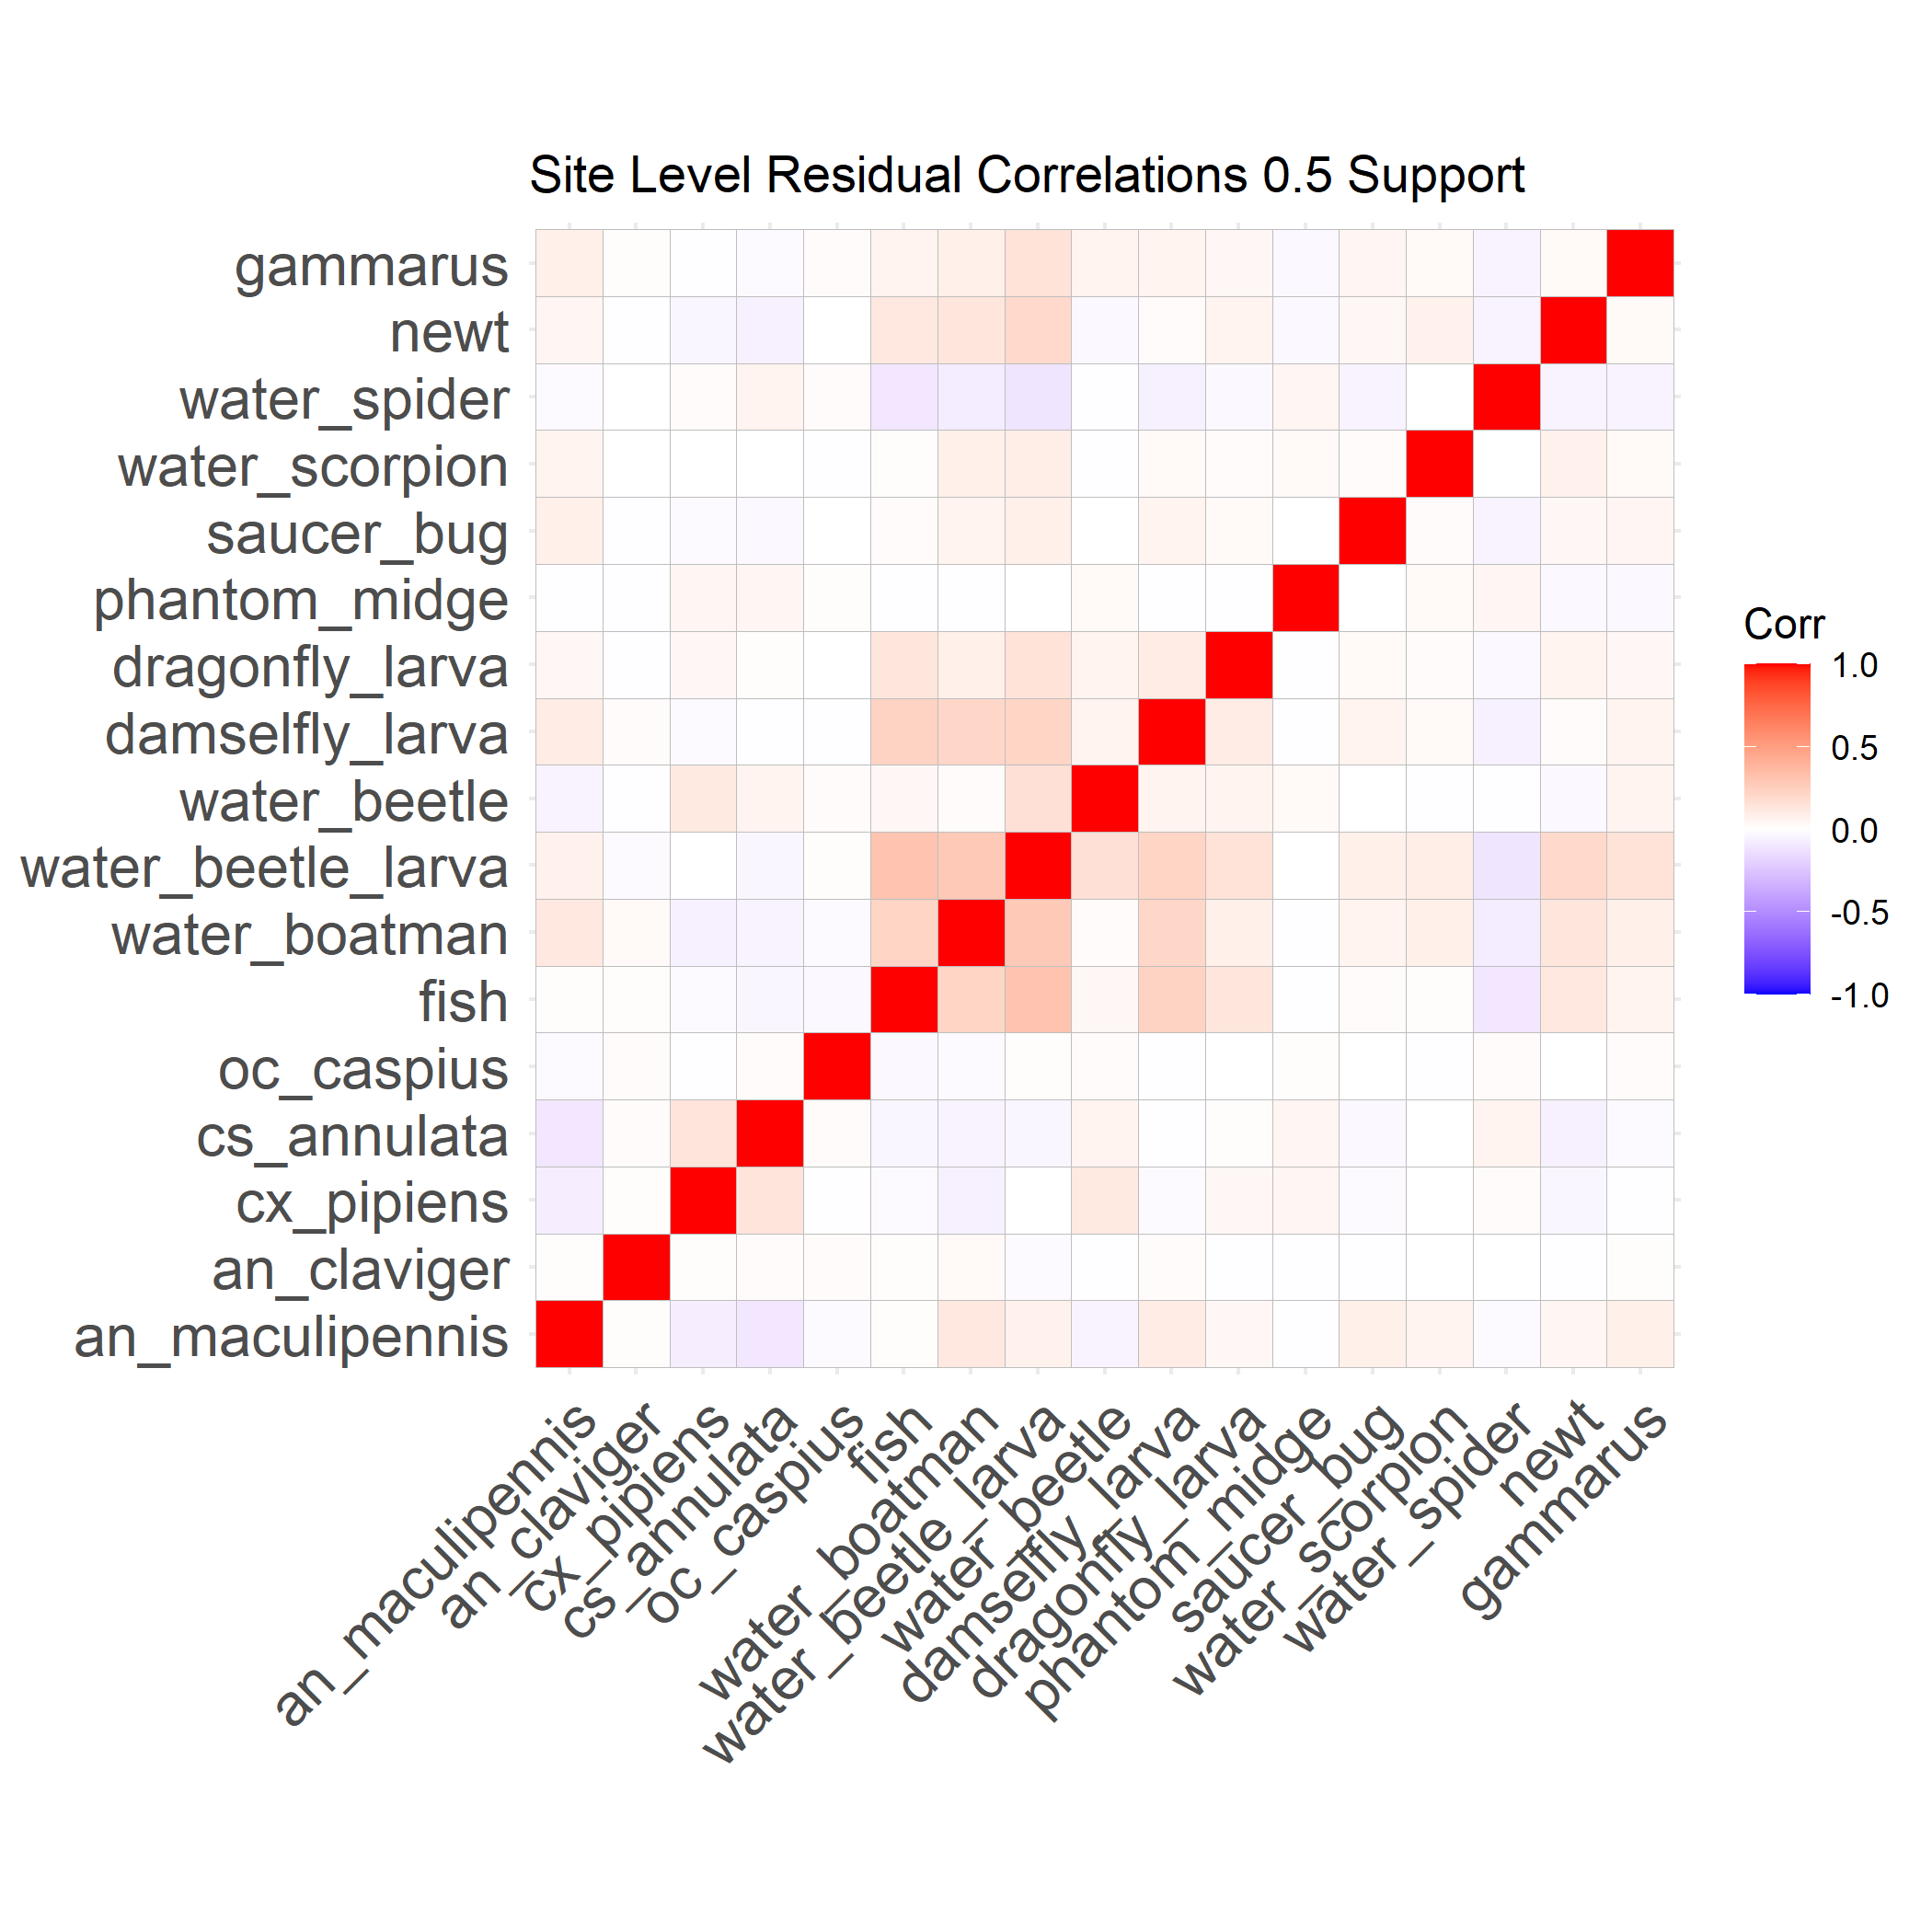 Site Level Residual Correlations 0.5 Support
gammarus
newt
water_spider
water_scorpion
saucer_bug
phantom_midge
dragonfly_larva
damselfly_larva
water_beetle
water_beetle_larva
water_boatman
fish
oc_caspius
cs_annulata
cx_pipiens
an_claviger
an_maculipennis
an_maculipennis
an_claviger
cx_pipiens
cs_annulata
oc_caspius
fish
water_boatman
water_beetle_larva
water_beetle
damselfly_larva
dragonfly_larva
phantom_midge
saucer_bug
water_scorpion
water_spider
newt
gammarus
Corr
1.0
0.5
0.0
-0.5
-1.0